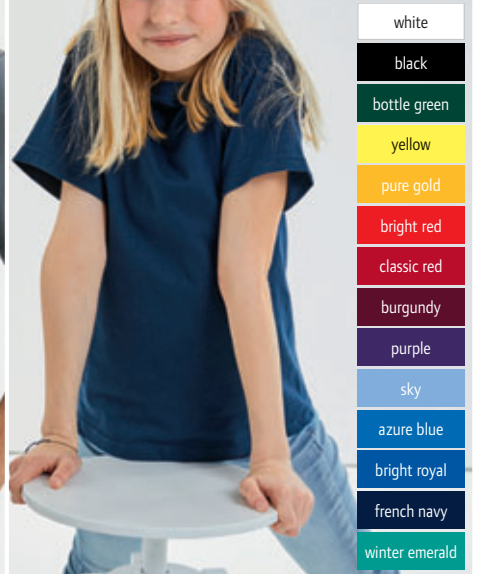 white
black
bottle green
yellow
pure gold
bright red
classic red
burgundy
purple
sky
azure blue
bright royal
french navy
winter emerald